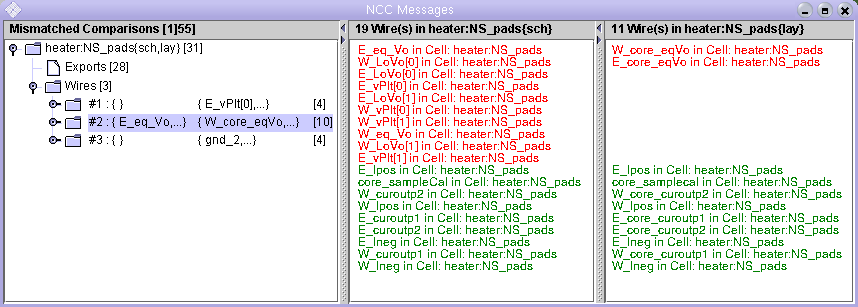 NCC Messages
Mismatched Comparisons [1]55)
19 Wire(s) in heater:NS_pads{sch}
11 Wire(s) in heater:NS_pads{lay}
heater:NS_pads{sch,lay} [31]
Exports [28]
Wires [3]
#1 : { } { E_vPlt[0],...} [4]
#2 : { E_eq_Vo,...} { W_core_eqVo,...} [10]
#3 : { } { gnd_2,...} [4]
E_eq_Vo in Cell: heater:NS_pads
W_LoVo[0] in Cell: heater:NS_pads
E_vPlt[0] in Cell: heater:NS_pads
E_LoVo[0] in Cell: heater:NS_pads
E_LoVo[1] in Cell: heater:NS_pads
W_vPlt[0] in Cell: heater:NS_pads
W_vPlt[1] in Cell: heater:NS_pads
W_eq_Vo in Cell: heater:NS_pads
W_LoVo[1] in Cell: heater:NS_pads
E_vPlt[1] in Cell: heater:NS_pads
E_Ipos in Cell: heater:NS_pads
core_sampleCal in Cell: heater:NS_pads
W_curoutp2 in Cell: heater:NS_pads
W_Ipos in Cell: heater:NS_pads
E_curoutp1 in Cell: heater:NS_pads
E_curoutp2 in Cell: heater:NS_pads
E_Ineg in Cell: heater:NS_pads
W_curoutp1 in Cell: heater:NS_pads
W_Ineg in Cell: heater:NS_pads
W_core_eqVo in Cell: heater:NS_pads
E_core_eqVo in Cell: heater:NS_pads
E_Ipos in Cell: heater:NS_pads
core_samplecal in Cell: heater:NS_pads
W_core_curoutp2 in Cell: heater:NS_pads
W_Ipos in Cell: heater:NS_pads
E_core_curoutp1 in Cell: heater:NS_pads
E_core_curoutp2 in Cell: heater:NS_pads
E_Ineg in Cell: heater:NS_pads
W_core_curoutp1 in Cell: heater:NS_pads
W_Ineg in Cell: heater:NS_pads